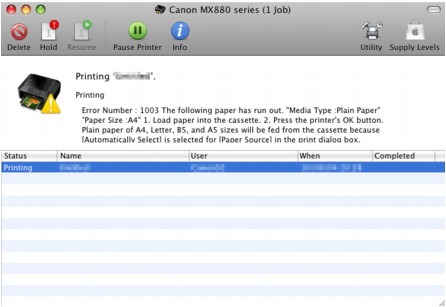 Canon MX880 series (1 Job)
Delete Hold Resume Pause Printer Info Utility Supply Levels
Printing "
Printing
Error Number : 1003 The following paper has run out. "Media Type :Plain Paper"
"Paper Size :A4" 1. Load paper into the cassette. 2. Press the printer's OK button.
Plain paper of A4, Letter, B5, and A5 sizes will be fed from the cassette because
[Automatically Select] is selected for [Paper Source] in the print dialog box.
Status Name User When Completed
Printing